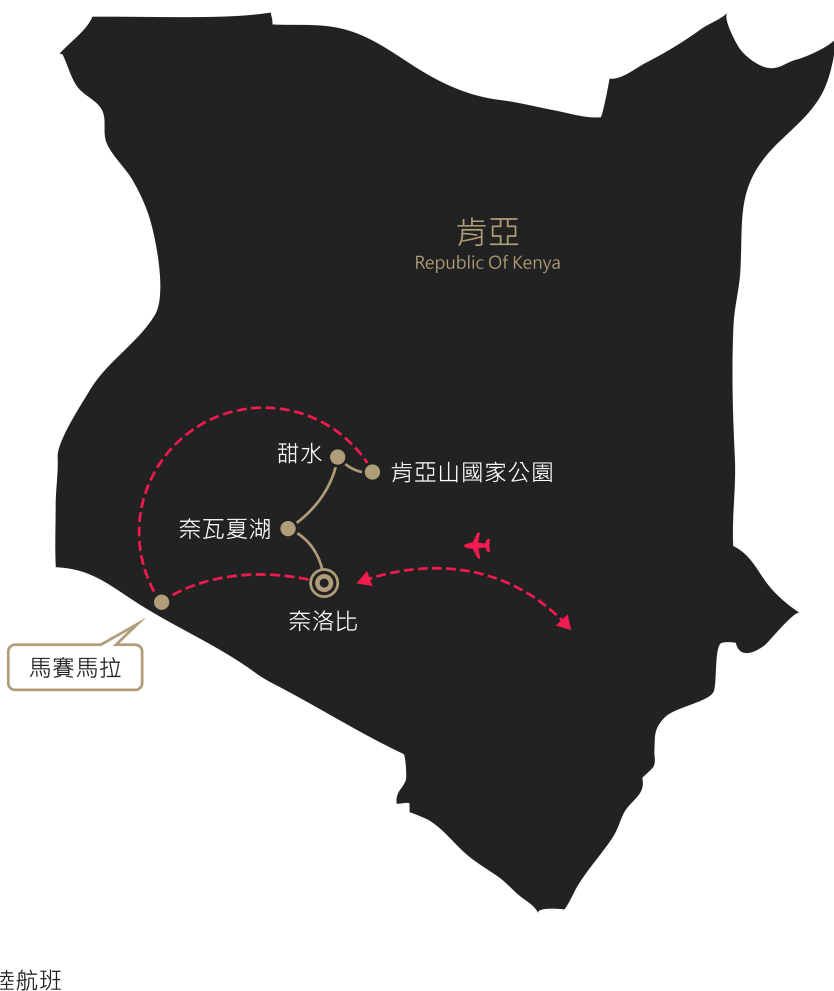 肯亞
Republic Of Kenya
甜水
肯亞山國家公園
奈瓦夏湖
奈洛比
馬賽馬拉
航班